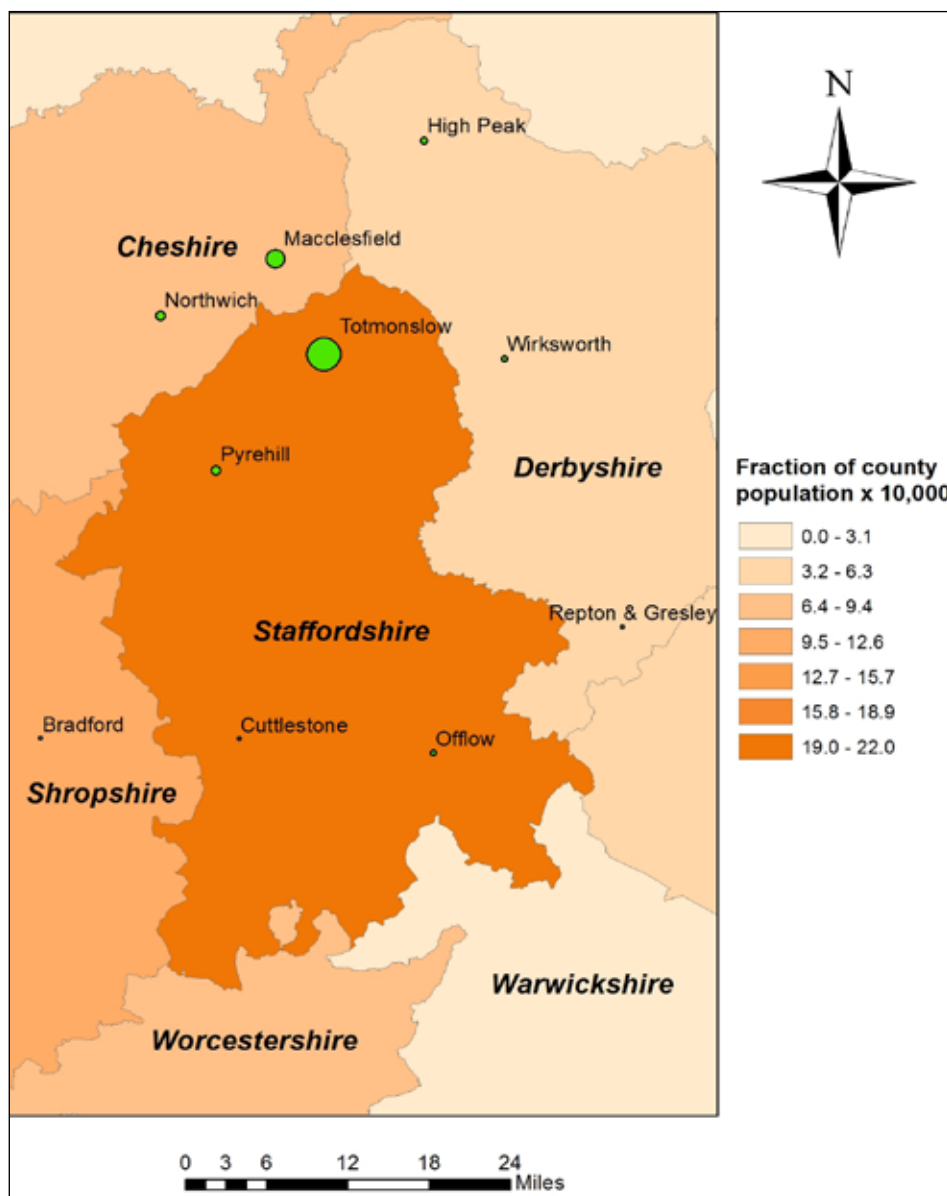 N
High Peak
Macclesfield
Cheshire
Northwich
Totmonslow
Wirksworth
Pyrehill
Derbyshire
Fraction of county
population x 10,000
0.0 - 3.1
3.2 - 6.3
6.4 - 9.4
9.5 - 12.6
12.7 - 15.7
15.8 - 18.9
19.0 - 22.0
Repton & Gresley
Staffordshire
Bradford
Cuttlestone
Offlow
Shropshire
Warwickshire
Worcestershire
0 3 6 12 18 24
Miles